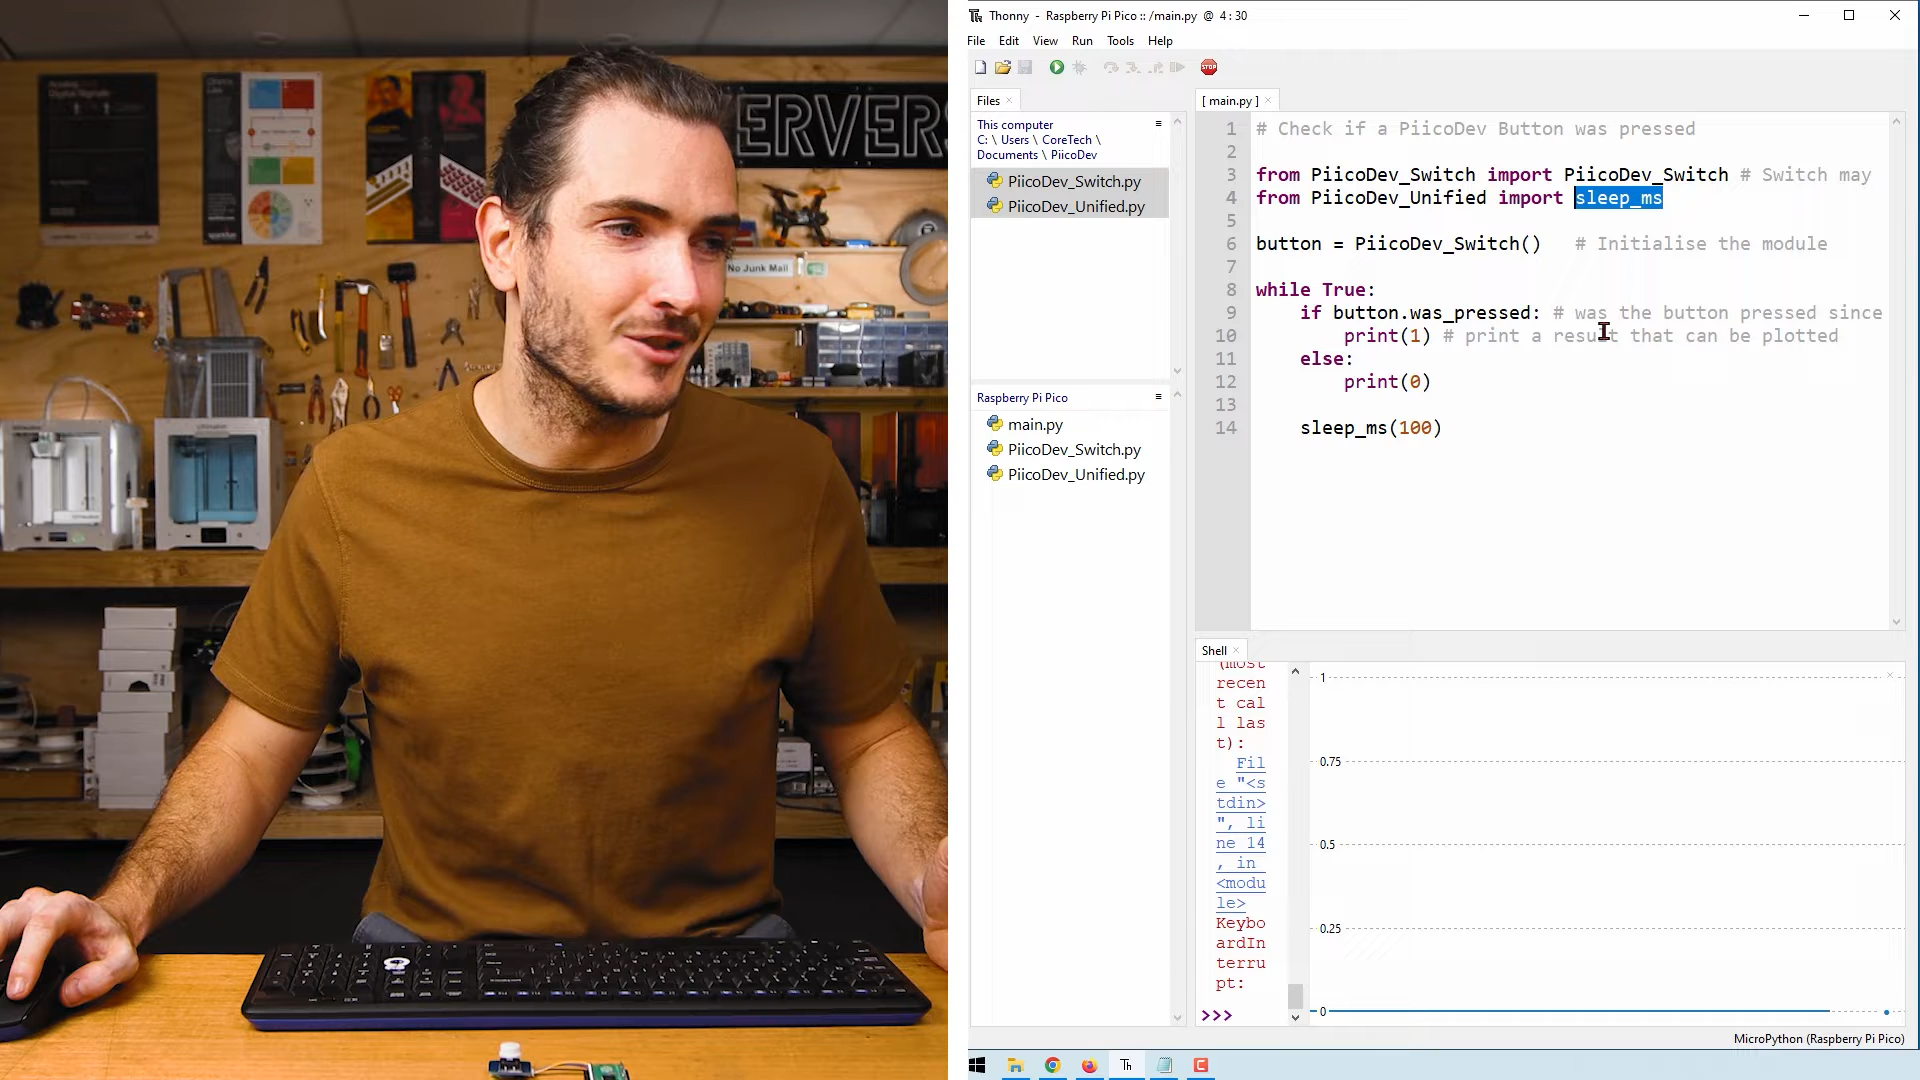 ERVER
No Junk Mail
Thonny - Raspberry Pi Pico :: /main.py @ 4 : 30
File Edit View Run Tools Help
STOP
Files
This computer
C: \ Users \ CoreTech \
Documents \ PiicoDev
PiicoDev_Switch.py
PiicoDev_Unified.py
Raspberry Pi Pico
main.py
PiicoDev_Switch.py
PiicoDev_Unified.py
[ main.py ]
1 # Check if a PiicoDev Button was pressed
2
3 from PiicoDev_Switch import PiicoDev_Switch # Switch may
4 from PiicoDev_Unified import sleep_ms
5
6 button = PiicoDev_Switch() # Initialise the module
7
8 while True:
9 if button.was_pressed: # was the button pressed since
10 print(1) # print a result that can be plotted
11 else:
12 print(0)
13
14 sleep_ms(100)
Shell
(most
recen
t cal
l las
t):
Fil
e "<s
tdin>
", li
ne 14
, in
<modu
le>
Keybo
ardIn
terru
pt:
>>>
1
0.75
0.5
0.25
0
MicroPython (Raspberry Pi Pico)
Th